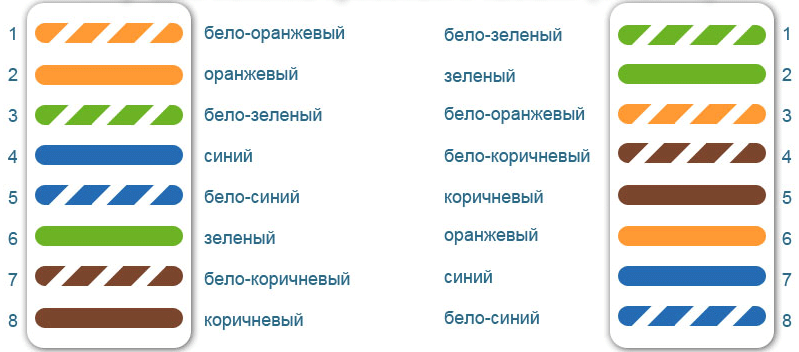 1 бело-оранжевый бело-зеленый 1
2 оранжевый зеленый 2
3 бело-зеленый бело-оранжевый 3
4 синий бело-коричневый 4
5 бело-синий коричневый 5
6 зеленый оранжевый 6
7 бело-коричневый синий 7
8 коричневый бело-синий 8